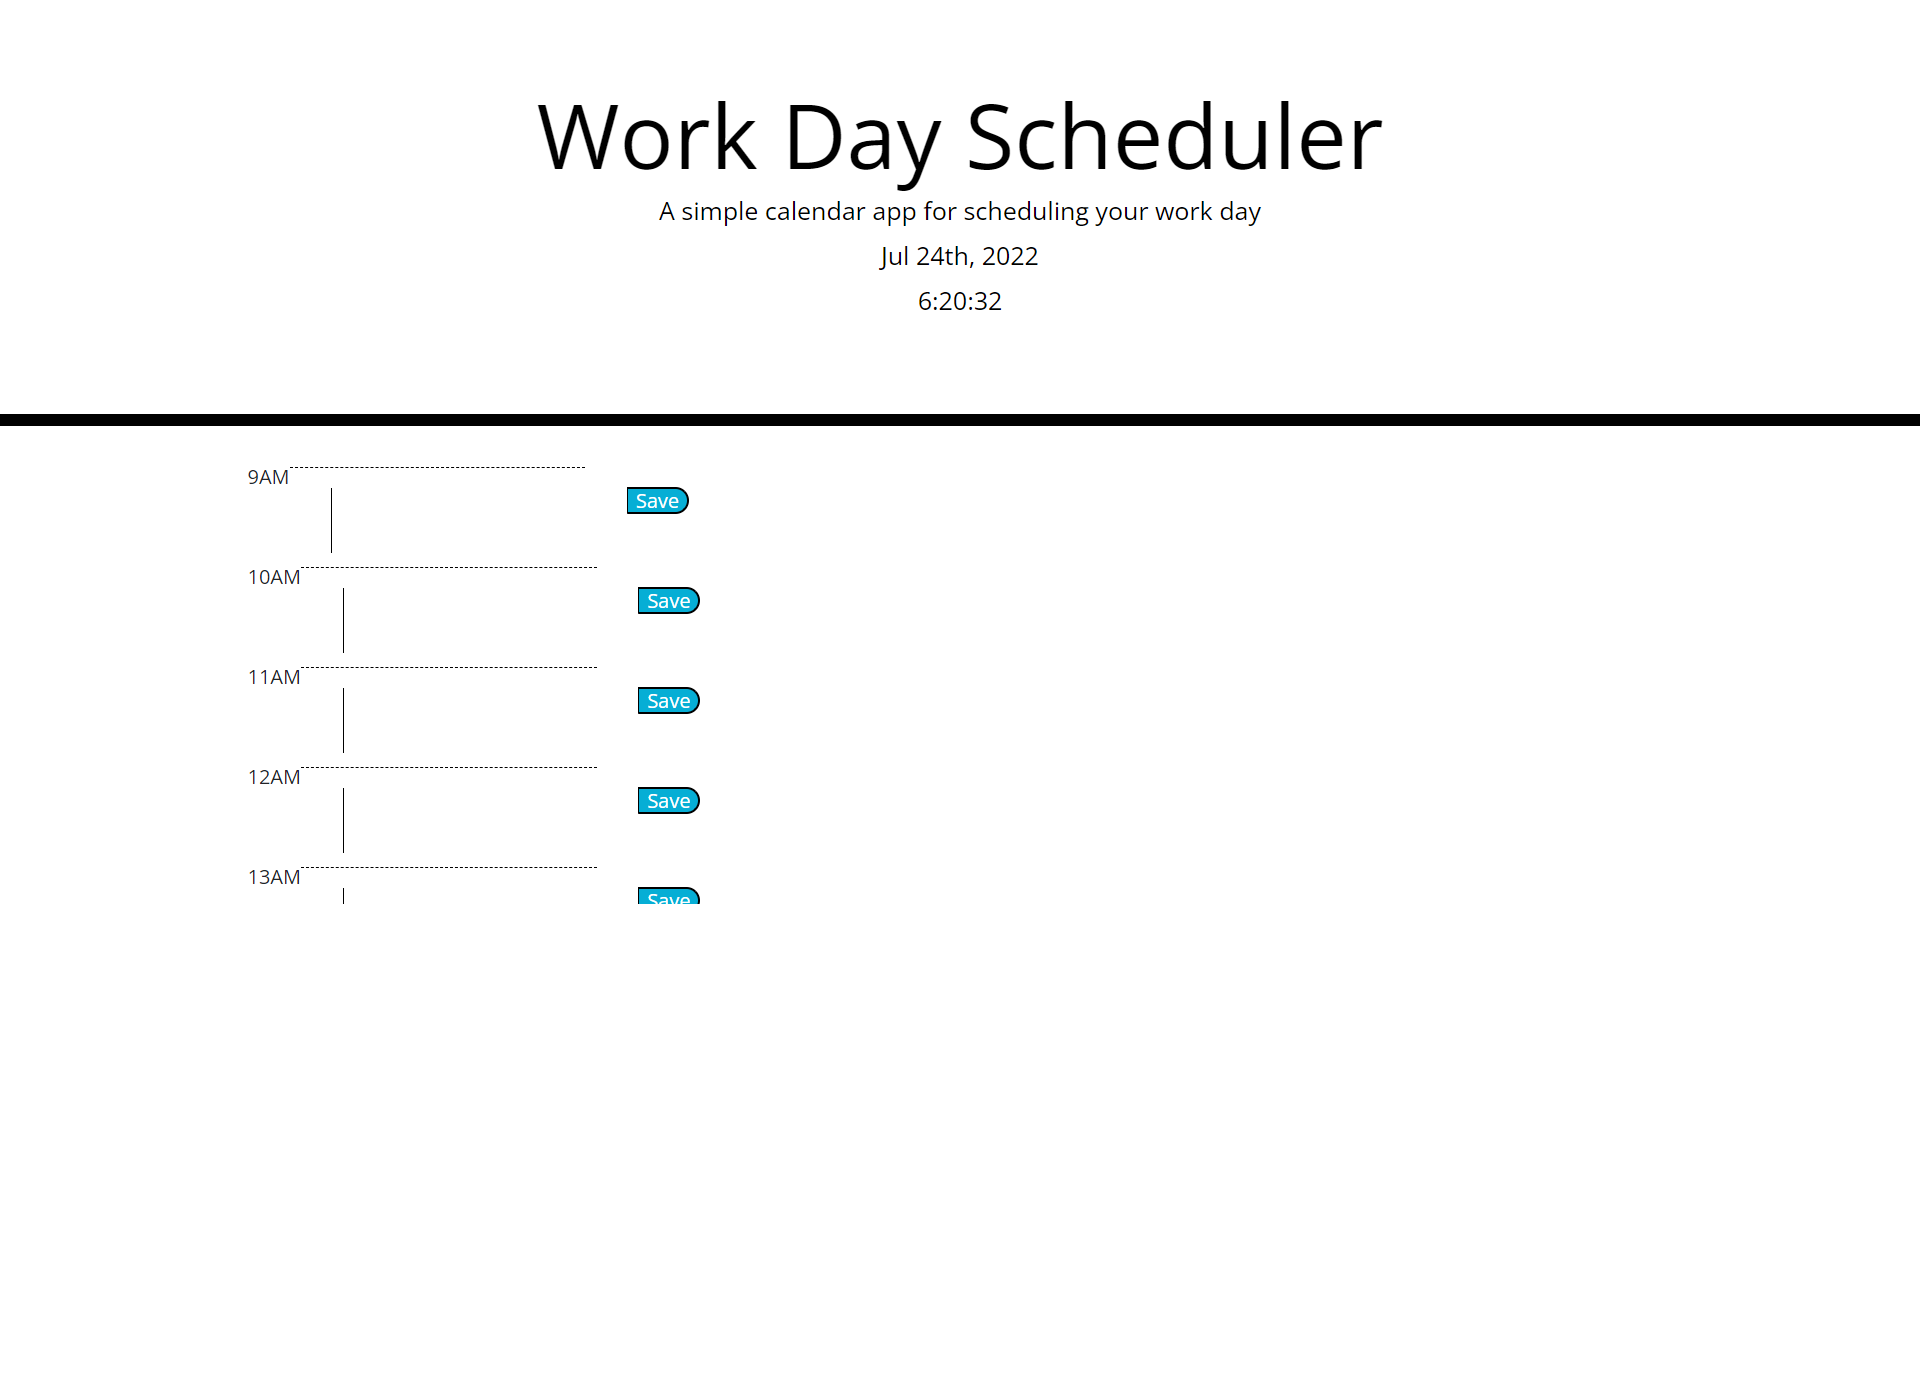 Work Day Scheduler
A simple calendar app for scheduling your work day
Jul 24th, 2022
6:20:32
9AM
Save
10AM
Save
11AM
Save
12AM
Save
13AM
Save